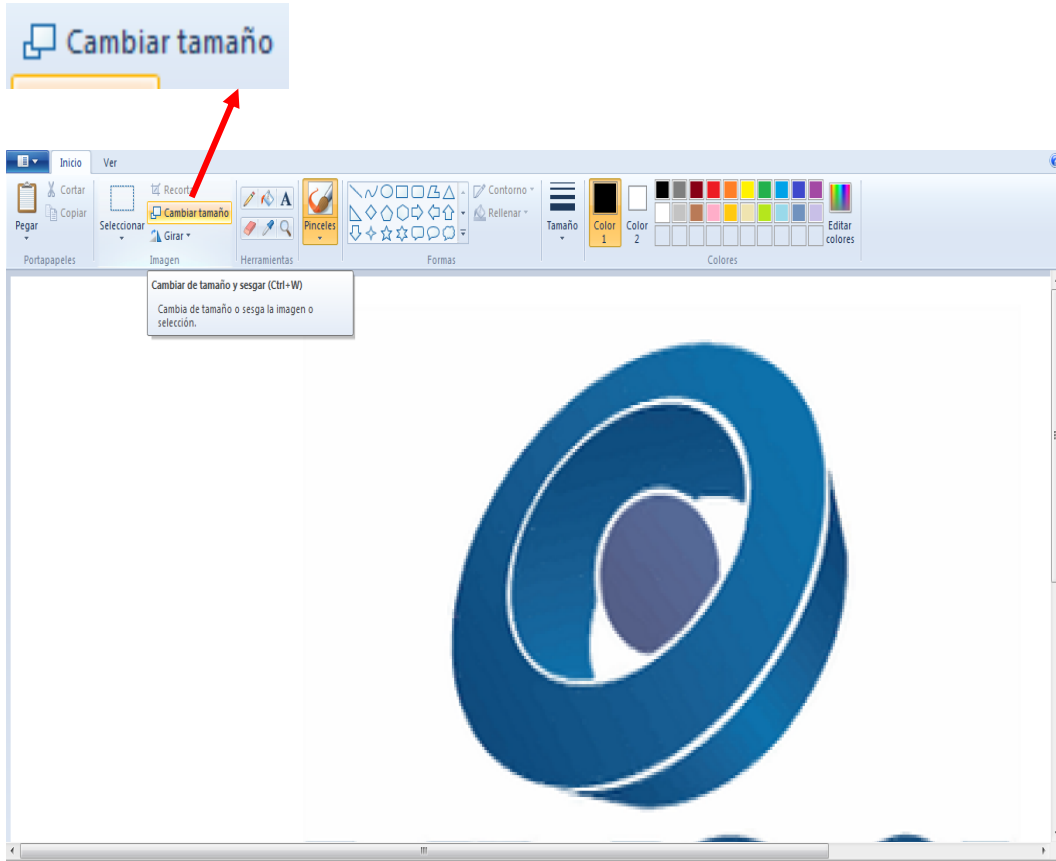 Cambiar tamaño
Inicio Ver
Cortar
Copiar
Pegar
Portapapeles
Seleccionar
Cambiar tamaño
Girar
Imagen
A
Herramientas
Pinceles
Contorno
Rellenar
Formas
Tamaño
Color
1
Color
2
Editar
colores
Colores
Cambiar de tamaño y sesgar (Ctrl+W)
Cambia de tamaño o sesga la imagen o
selección.